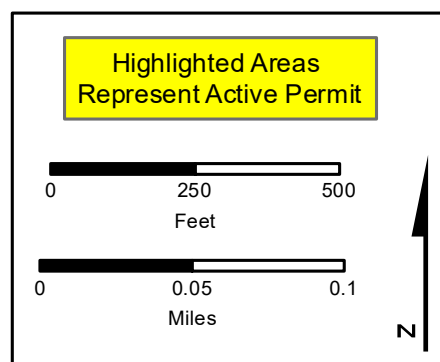 Highlighted Areas
Represent Active Permit
0 250 500
Feet
0 0.05 0.1
Miles
N